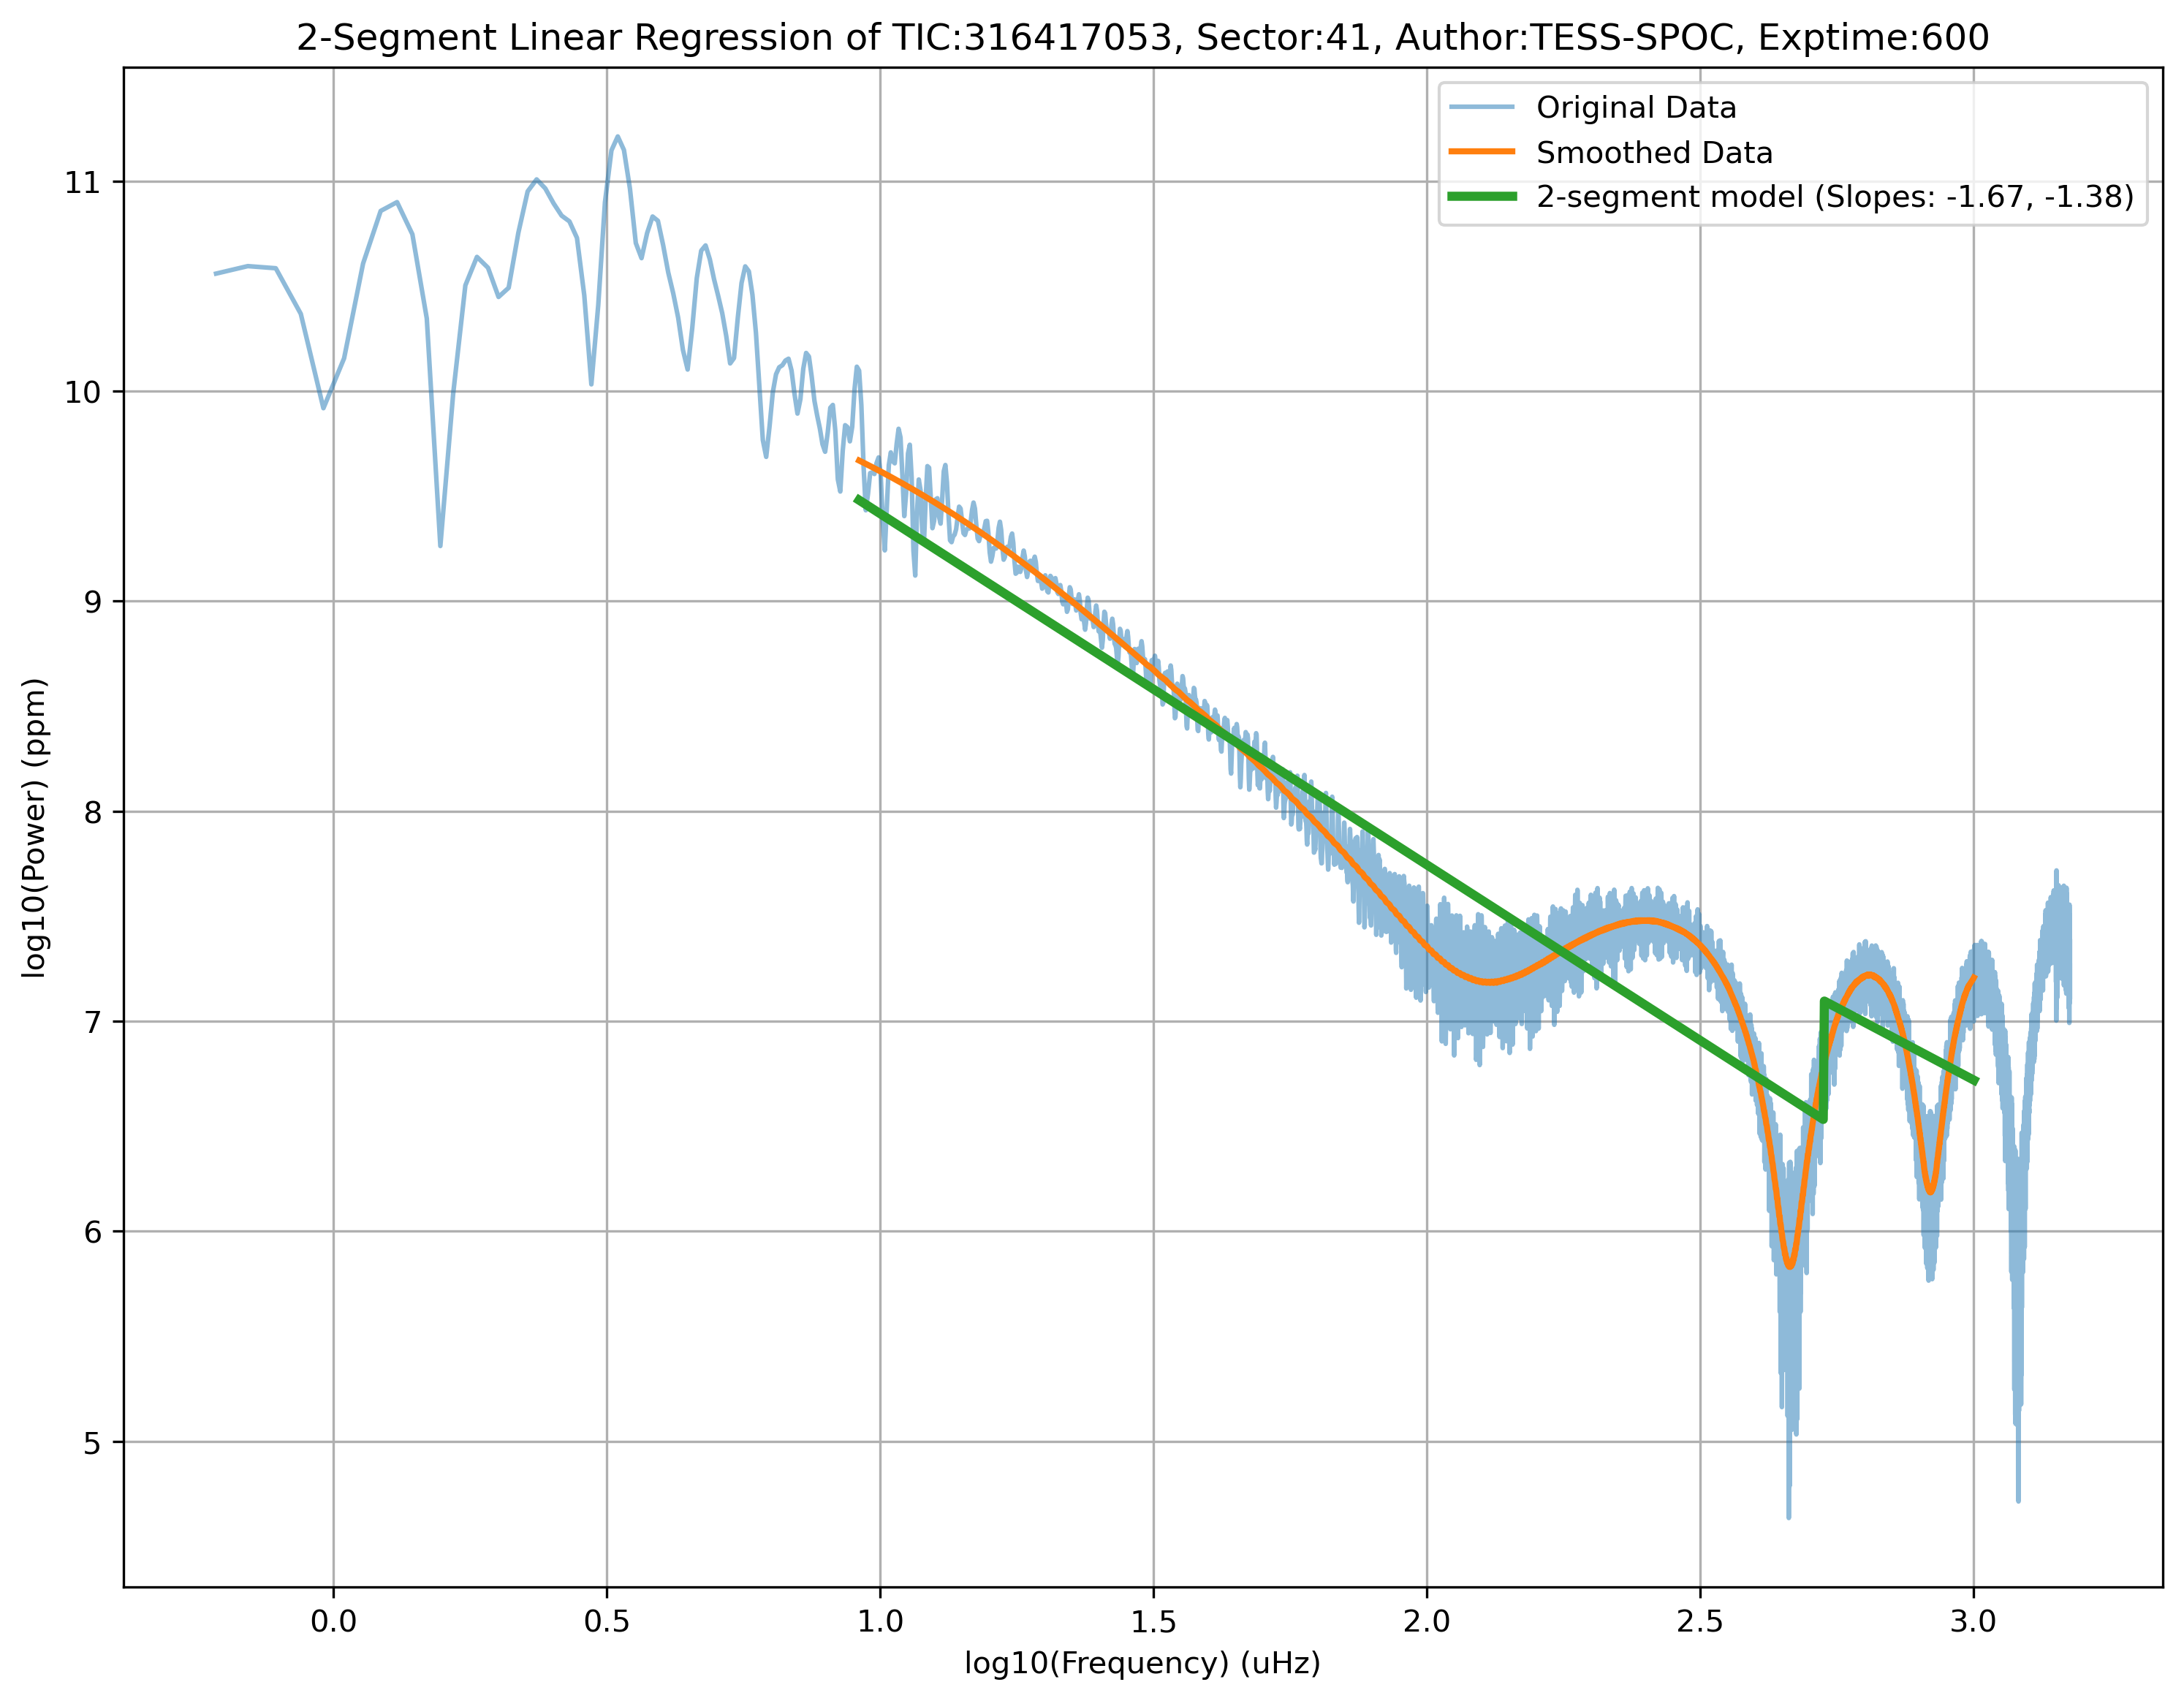 2-Segment Linear Regression of TIC:316417053, Sector:41, Author:TESS-SPOC, Exptime:600
Original Data
Smoothed Data
2-segment model (Slopes: -1.67, -1.38)
log10(Power) (ppm)
11
10
9
8
7
6
5
0.0 0.5 1.0 1.5 2.0 2.5 3.0
log10(Frequency) (uHz)